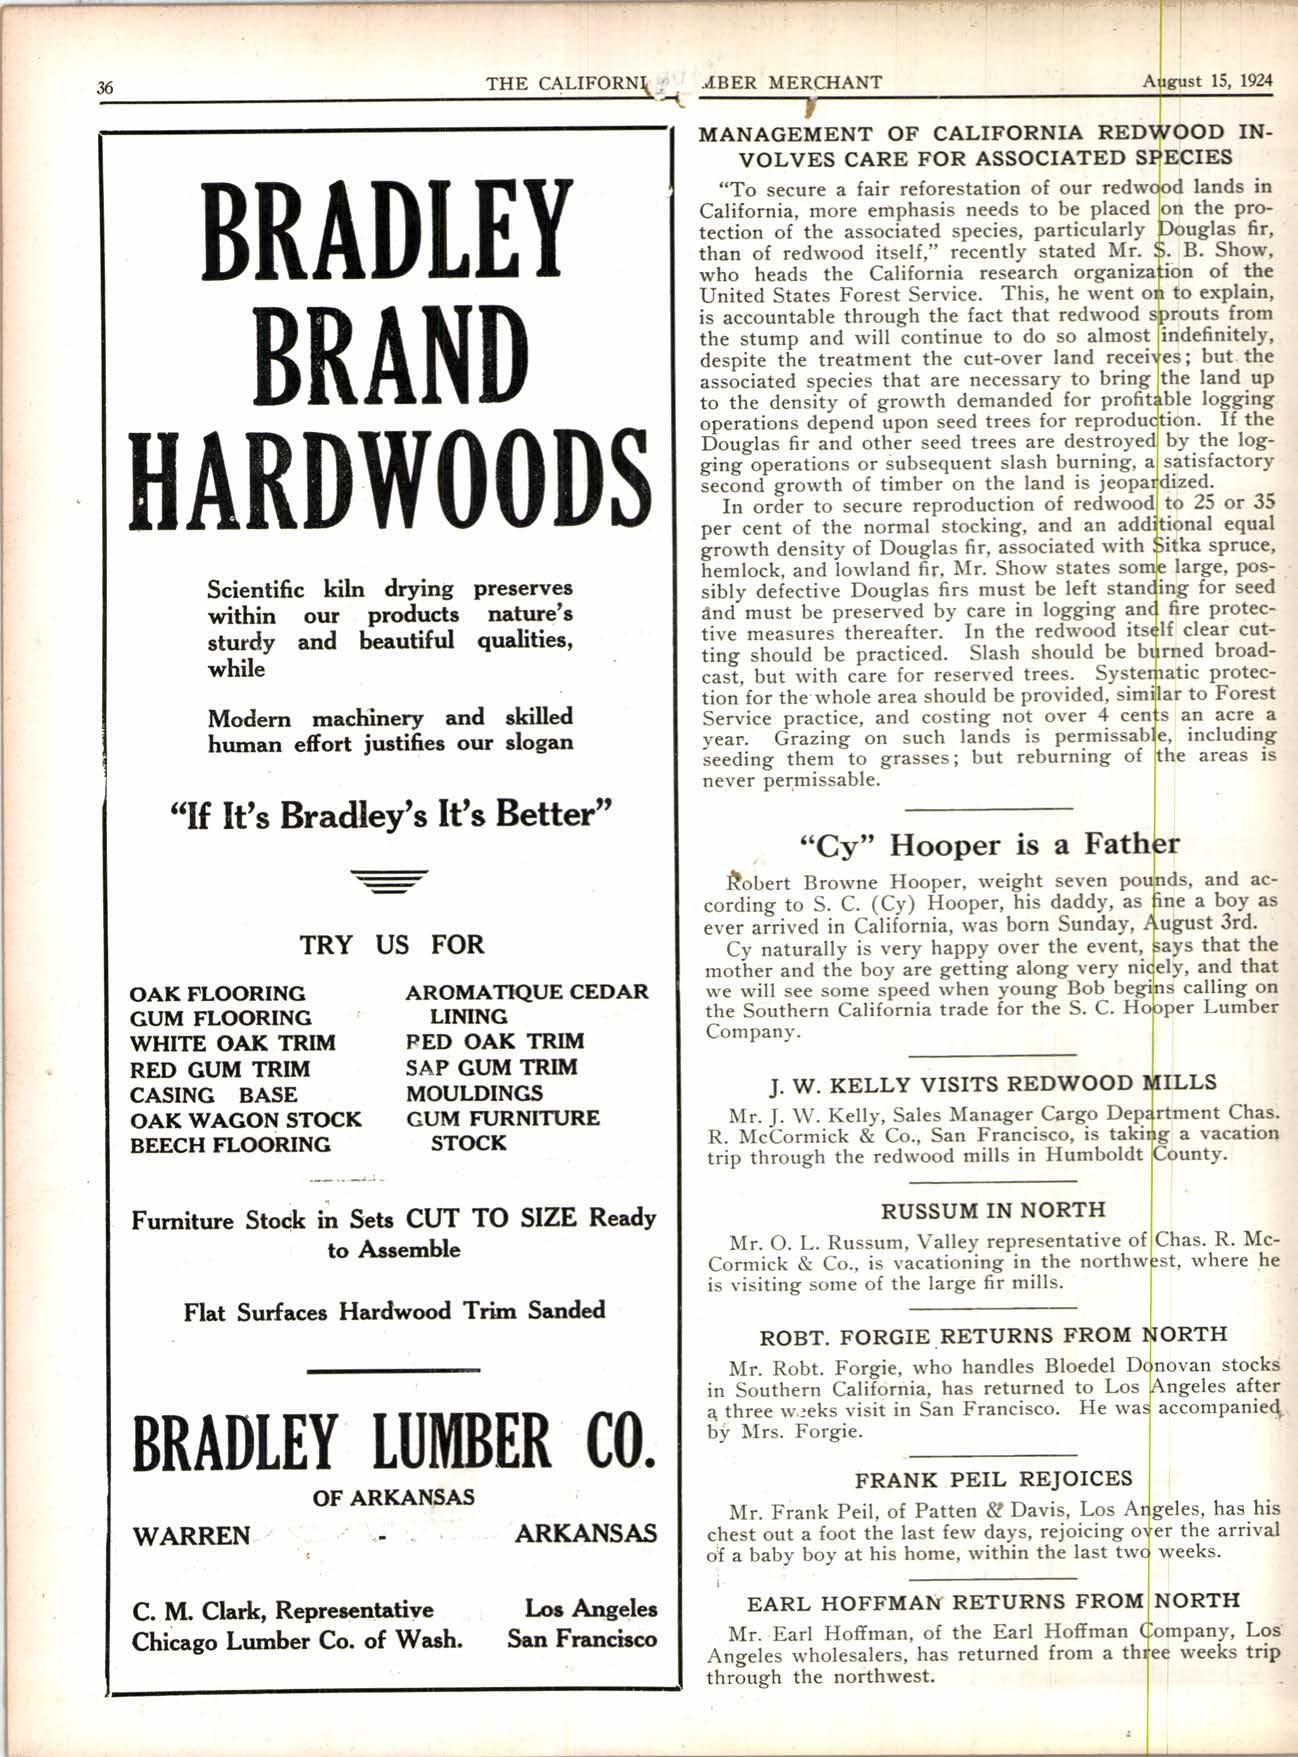 36
THE CALIFORNI MBER MERCHANT
August 15, 1924
BRADLEY
BRAND
HARDWOODS
Scientific kiln drying preserves
within our products nature's
sturdy and beautiful qualities,
while
Modern machinery and skilled
human effort justifies our slogan
"If It's Bradley's It's Better"
TRY US FOR
OAK FLOORING
GUM FLOORING
WHITE OAK TRIM
RED GUM TRIM
CASING BASE
OAK WAGON STOCK
BEECH FLOORING
AROMATIQUE CEDAR
LINING
RED OAK TRIM
SAP GUM TRIM
MOULDINGS
GUM FURNITURE
STOCK
Furniture Stock in Sets CUT TO SIZE Ready
to Assemble
Flat Surfaces Hardwood Trim Sanded
BRADLEY LUMBER CO.
OF ARKANSAS
WARREN - ARKANSAS
C. M. Clark, Representative Los Angeles
Chicago Lumber Co. of Wash. San Francisco
MANAGEMENT OF CALIFORNIA REDWOOD IN-
VOLVES CARE FOR ASSOCIATED SPECIES
"To secure a fair reforestation of our redwood lands in
California, more emphasis needs to be placed on the pro-
tection of the associated species, particularly Douglas fir,
than of redwood itself," recently stated Mr. S. B. Show,
who heads the California research organization of the
United States Forest Service. This, he went on to explain,
is accountable through the fact that redwood sprouts from
the stump and will continue to do so almost indefinitely,
despite the treatment the cut-over land receives; but the
associated species that are necessary to bring the land up
to the density of growth demanded for profitable logging
operations depend upon seed trees for reproduction. If the
Douglas fir and other seed trees are destroyed by the log-
ging operations or subsequent slash burning, a satisfactory
second growth of timber on the land is jeopardized.
In order to secure reproduction of redwood to 25 or 35
per cent of the normal stocking, and an additional equal
growth density of Douglas fir, associated with Sitka spruce,
hemlock, and lowland fir, Mr. Show states some large, pos-
sibly defective Douglas firs must be left standing for seed
and must be preserved by care in logging and fire protec-
tive measures thereafter. In the redwood itself clear cut-
ting should be practiced. Slash should be burned broad-
cast, but with care for reserved trees. Systematic protec-
tion for the whole area should be provided, similar to Forest
Service practice, and costing not over 4 cents an acre a
year. Grazing on such lands is permissable, including
seeding them to grasses; but reburning of the areas is
never permissable.
"Cy" Hooper is a Father
Robert Browne Hooper, weight seven pounds, and ac-
cording to S. C. (Cy) Hooper, his daddy, as fine a boy as
ever arrived in California, was born Sunday, August 3rd.
Cy naturally is very happy over the event, says that the
mother and the boy are getting along very nicely, and that
we will see some speed when young Bob begins calling on
the Southern California trade for the S. C. Hooper Lumber
Company.
J. W. KELLY VISITS REDWOOD MILLS
Mr. J. W. Kelly, Sales Manager Cargo Department Chas.
R. McCormick & Co., San Francisco, is taking a vacation
trip through the redwood mills in Humboldt County.
RUSSUM IN NORTH
Mr. O. L. Russum, Valley representative of Chas. R. Mc-
Cormick & Co., is vacationing in the northwest, where he
is visiting some of the large fir mills.
ROBT. FORGIE RETURNS FROM NORTH
Mr. Robt. Forgie, who handles Bloedel Donovan stocks
in Southern California, has returned to Los Angeles after
a three weeks visit in San Francisco. He was accompanied
by Mrs. Forgie.
FRANK PEIL REJOICES
Mr. Frank Peil, of Patten & Davis, Los Angeles, has his
chest out a foot the last few days, rejoicing over the arrival
of a baby boy at his home, within the last two weeks.
EARL HOFFMAN RETURNS FROM NORTH
Mr. Earl Hoffman, of the Earl Hoffman Company, Los
Angeles wholesalers, has returned from a three weeks trip
through the northwest.